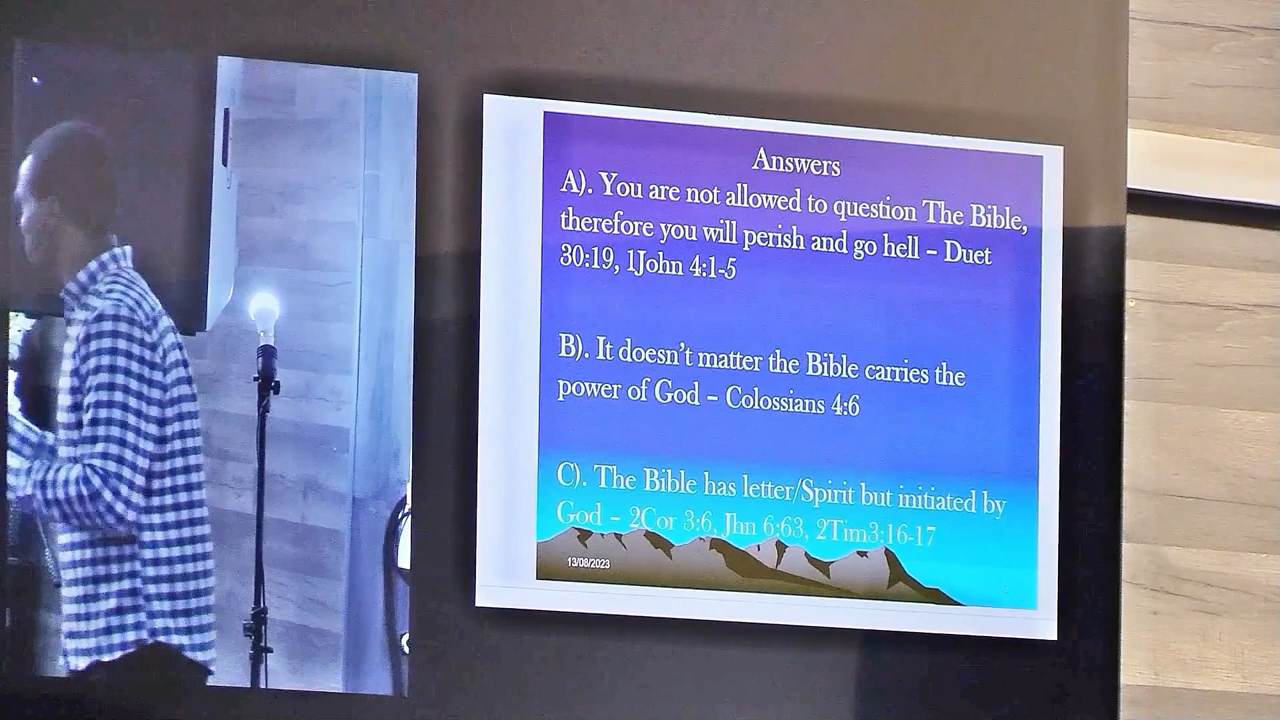 Answers
A). You are not allowed to question The Bible,
therefore you will perish and go hell – Duet
30:19, 1John 4:1-5
B). It doesn't matter the Bible carries the
power of God – Colossians 4:6
C). The Bible has letter/Spirit but initiated by
God – 2Cor 3:6, Jhn 6:63, 2Tim3:16-17
13/08/2023